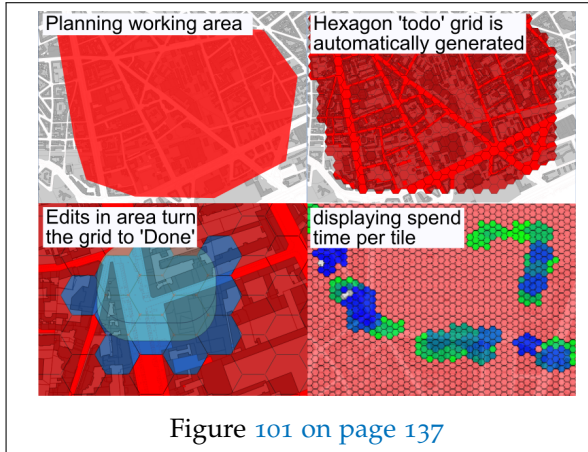 Planning working area
Hexagon 'todo' grid is
automatically generated
Edits in area turn
the grid to 'Done'
displaying spend
time per tile
Figure 101 on page 137